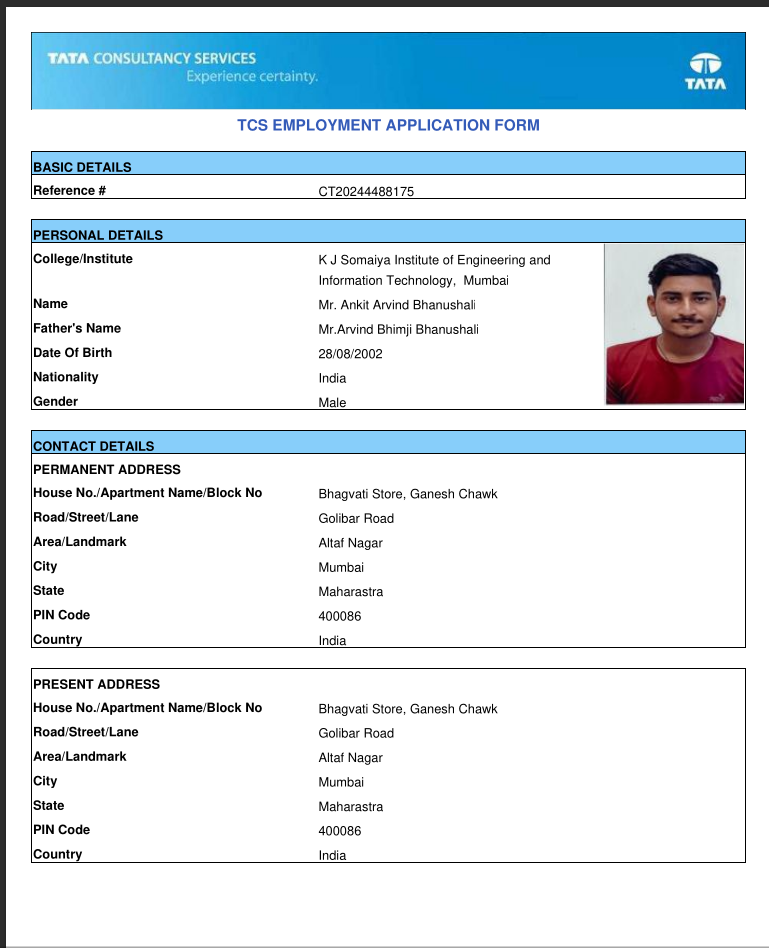 TATA CONSULTANCY SERVICES
Experience certainty.
TATA
TCS EMPLOYMENT APPLICATION FORM
BASIC DETAILS
Reference # CT20244488175
PERSONAL DETAILS
College/Institute K J Somaiya Institute of Engineering and
Information Technology, Mumbai
Name Mr. Ankit Arvind Bhanushali
Father's Name Mr.Arvind Bhimji Bhanushali
Date Of Birth 28/08/2002
Nationality India
Gender Male
CONTACT DETAILS
PERMANENT ADDRESS
House No./Apartment Name/Block No Bhagvati Store, Ganesh Chawk
Road/Street/Lane Golibar Road
Area/Landmark Altaf Nagar
City Mumbai
State Maharastra
PIN Code 400086
Country India
PRESENT ADDRESS
House No./Apartment Name/Block No Bhagvati Store, Ganesh Chawk
Road/Street/Lane Golibar Road
Area/Landmark Altaf Nagar
City Mumbai
State Maharastra
PIN Code 400086
Country India